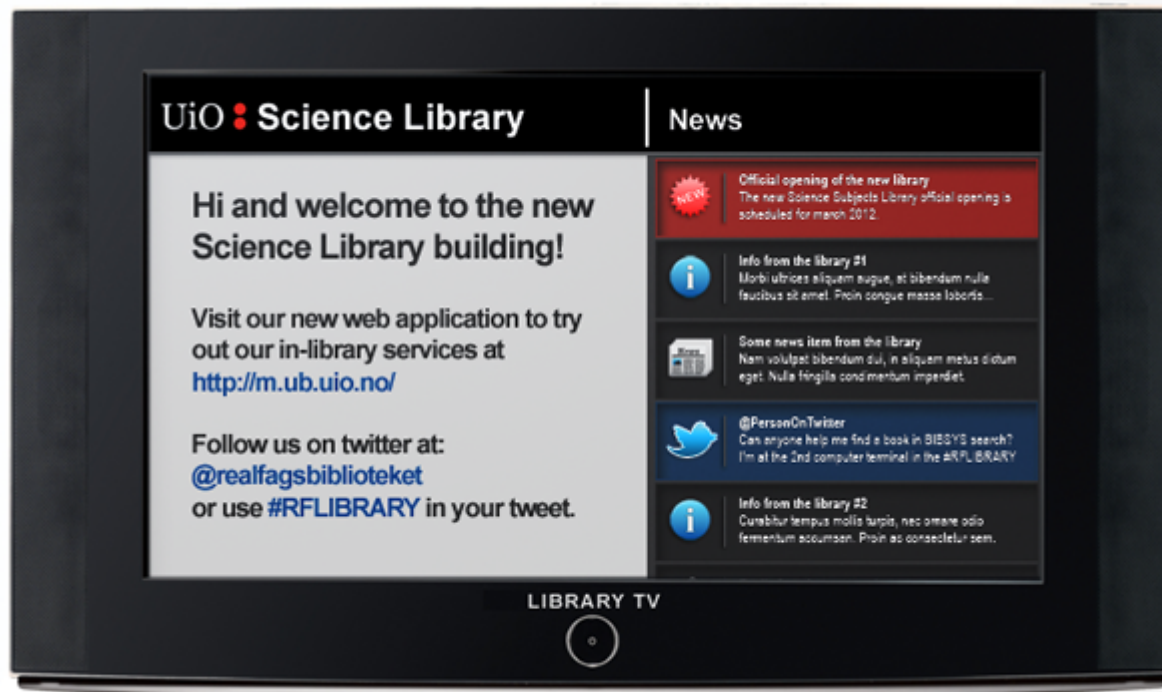 UiO : Science Library
News
Hi and welcome to the new
Science Library building!
Visit our new web application to try
out our in-library services at
http://m.ub.uio.no/
Follow us on twitter at:
@realfagsbiblioteket
or use #RFLIBRARY in your tweet.
NEW
Official opening of the new library
The new Science Subjects Library official opening is
scheduled for march 2012.
i
Info from the library #1
Morbi ultrices aliquam augue, at bibendum nulla
faucibus sit amet. Proin congue massa lobortis...
News
Some news item from the library
Nam volutpat bibendum dui, in aliquam metus dictum
eget. Nulla fringilla condimentum imperdiet.
@PersonOnTwitter
Can anyone help me find a book in BIBSYS search?
I'm at the 2nd computer terminal in the #RFLIBRARY
i
Info from the library #2
Curabitur tempus mollis turpis, nec ornare odio
fermentum accumsan. Proin ac consectetur sem.
LIBRARY TV